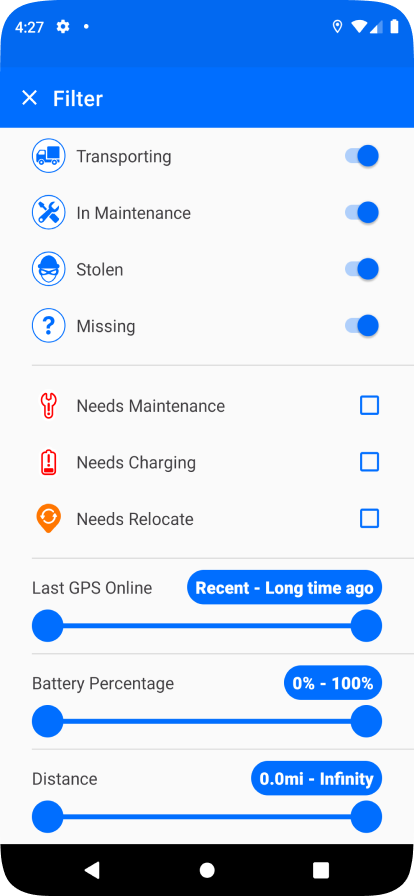 4:27
Filter
Transporting
In Maintenance
Stolen
Missing
Needs Maintenance
Needs Charging
Needs Relocate
Last GPS Online Recent - Long time ago
Battery Percentage 0% - 100%
Distance 0.0mi - Infinity